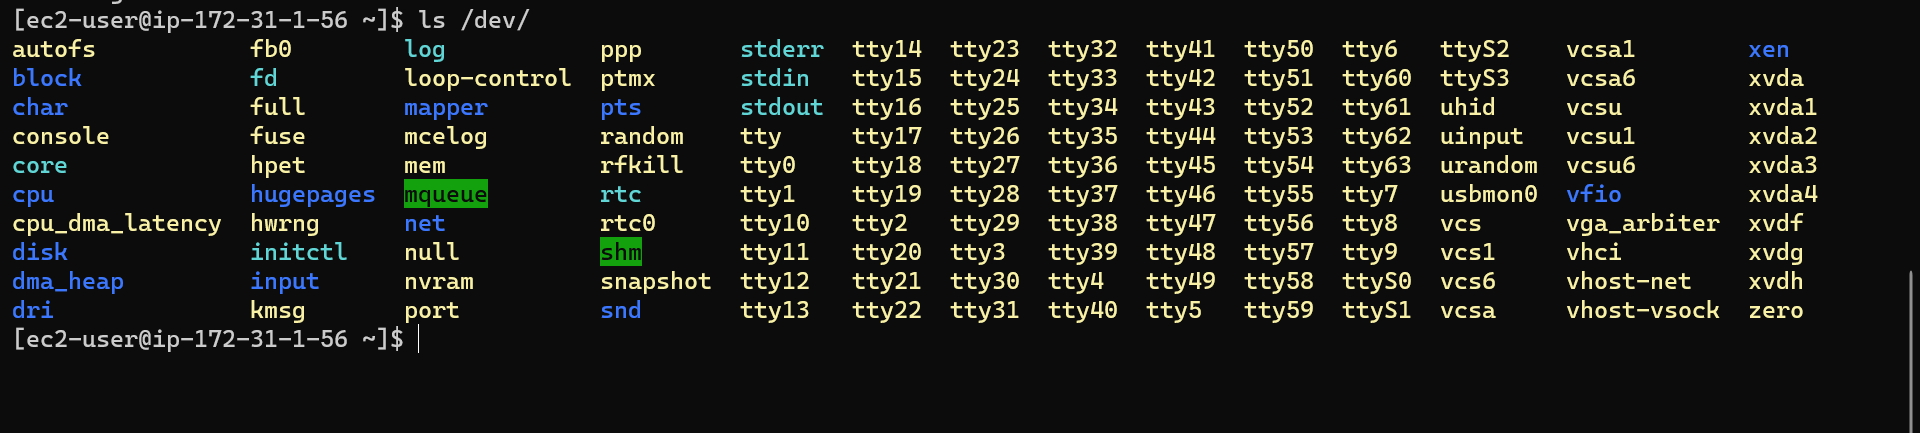 [ec2-user@ip-172-31-1-56 ~]$ ls /dev/
autofs fb0 log ppp stderr tty14 tty23 tty32 tty41 tty50 tty6 ttyS2 vcsa1 xen
block fd loop-control ptmx stdin tty15 tty24 tty33 tty42 tty51 tty60 ttyS3 vcsa6 xvda
char full mapper pts stdout tty16 tty25 tty34 tty43 tty52 tty61 uhid vcsu xvda1
console fuse mcelog random tty tty17 tty26 tty35 tty44 tty53 tty62 uinput vcsu1 xvda2
core hpet mem rfkill tty0 tty18 tty27 tty36 tty45 tty54 tty63 urandom vcsu6 xvda3
cpu hugepages mqueue rtc tty1 tty19 tty28 tty37 tty46 tty55 tty7 usbmon0 vfio xvda4
cpu_dma_latency hwrng net rtc0 tty10 tty2 tty29 tty38 tty47 tty56 tty8 vcs vga_arbiter xvdf
disk initctl null shm tty11 tty20 tty3 tty39 tty48 tty57 tty9 vcs1 vhci xvdg
dma_heap input nvram snapshot tty12 tty21 tty30 tty4 tty49 tty58 ttyS0 vcs6 vhost-net xvdh
dri kmsg port snd tty13 tty22 tty31 tty40 tty5 tty59 ttyS1 vcsa vhost-vsock zero
[ec2-user@ip-172-31-1-56 ~]$